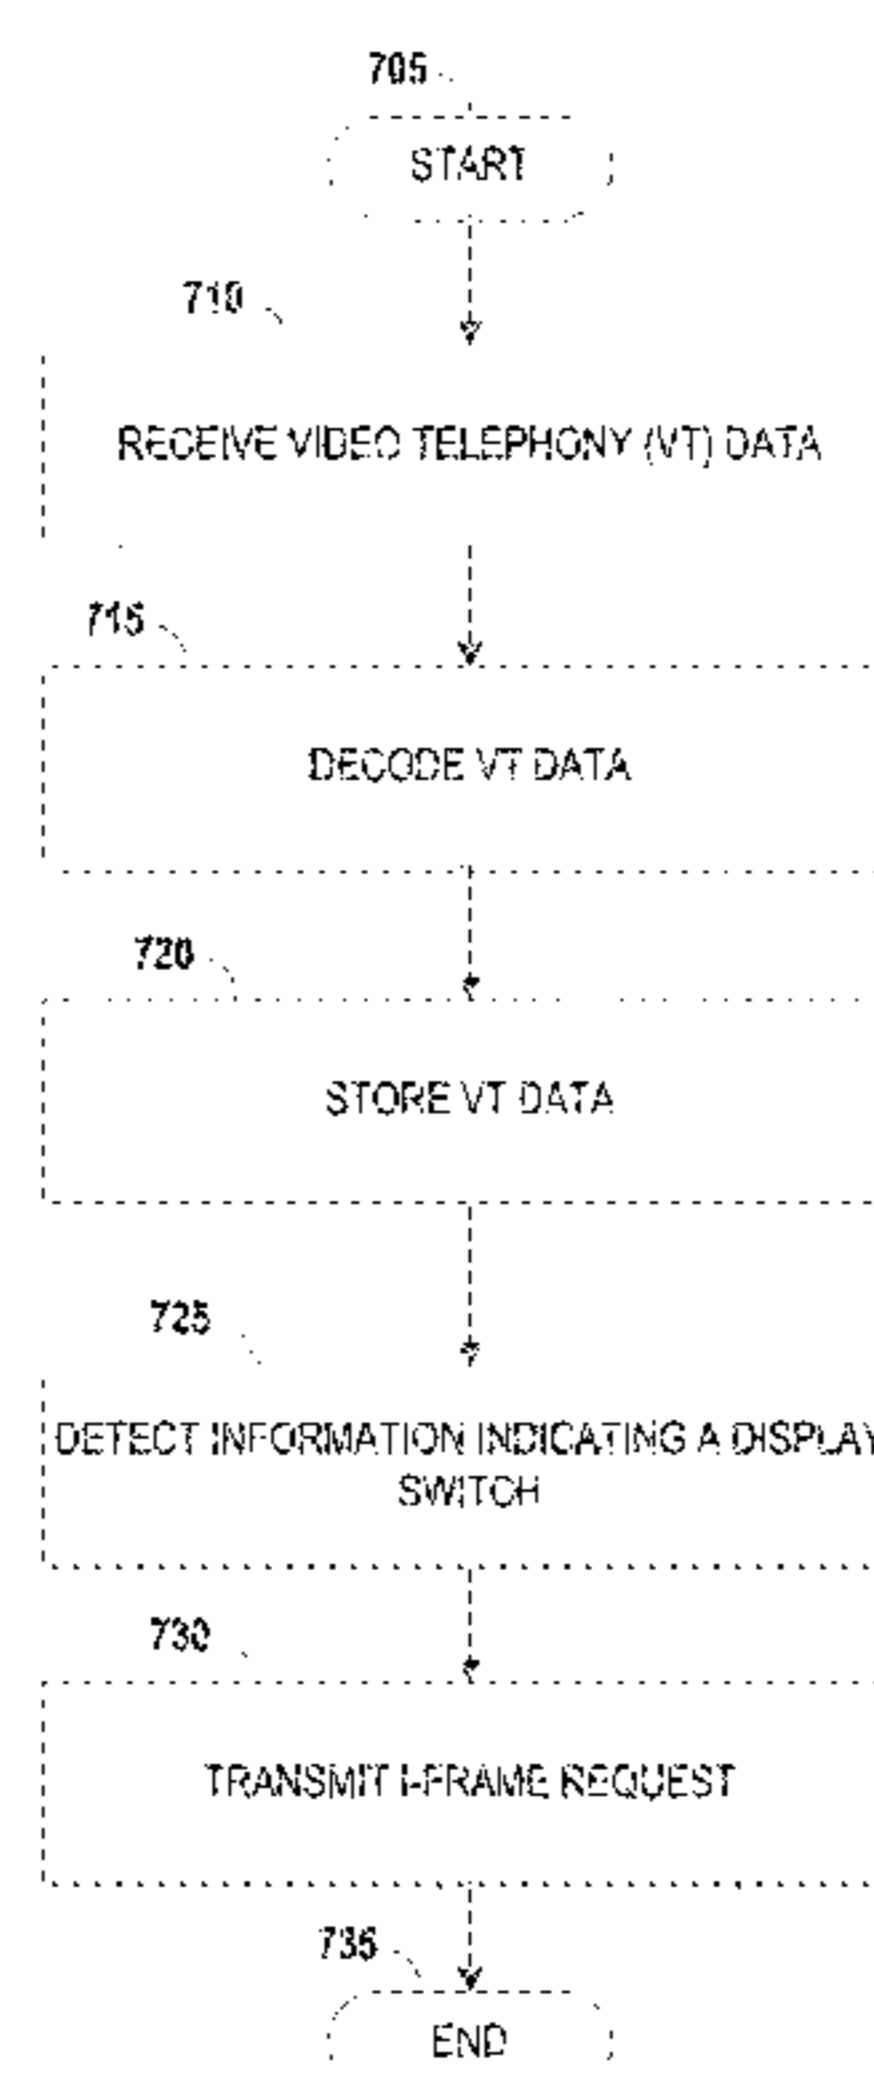 705
START
710
RECEIVE VIDEO TELEPHONY (VT) DATA
715
DECODE VT DATA
720
STORE VT DATA
725
DETECT INFORMATION INDICATING A DISPLAY
SWITCH
730
TRANSMIT I-FRAME REQUEST
735
END